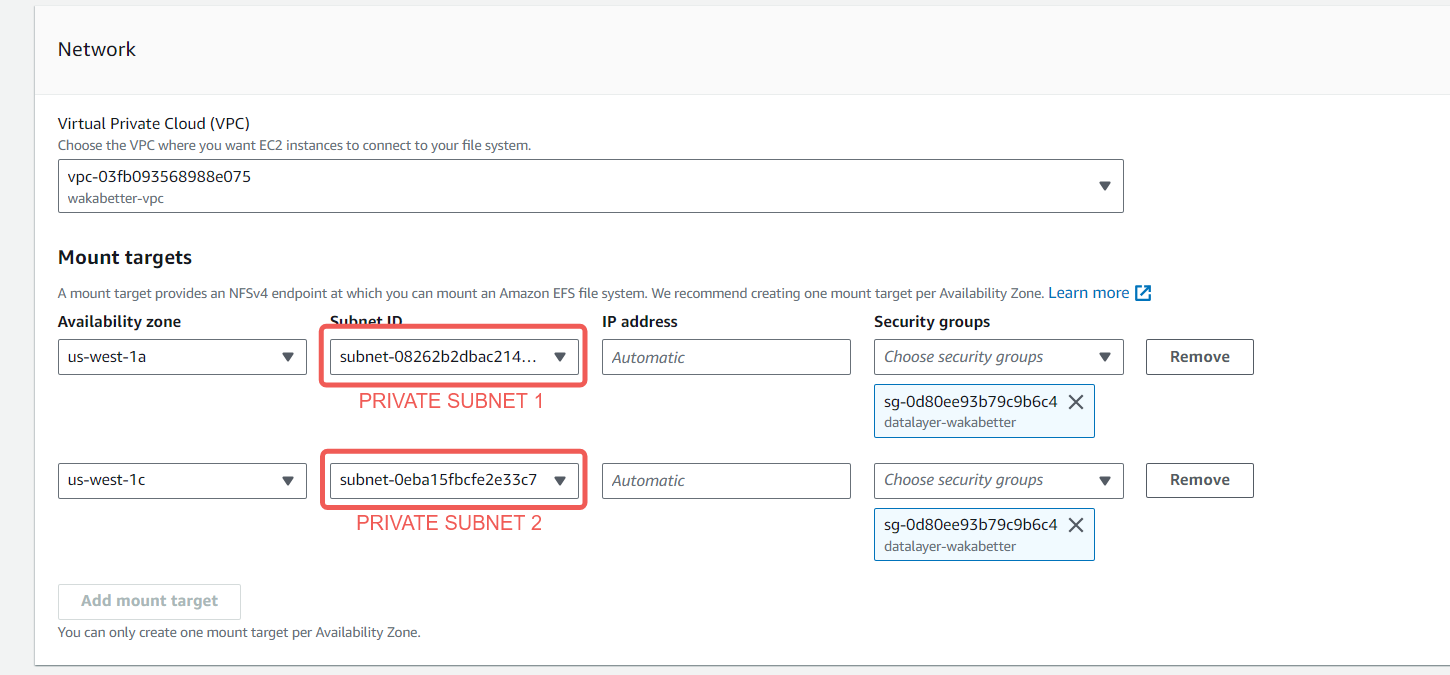 Network
Virtual Private Cloud (VPC)
Choose the VPC where you want EC2 instances to connect to your file system.
vpc-03fb093568988e075
wakabetter-vpc
Mount targets
A mount target provides an NFSv4 endpoint at which you can mount an Amazon EFS file system. We recommend creating one mount target per Availability Zone. Learn more
Availability zone Subnet ID IP address Security groups
us-west-1a subnet-08262b2dbac214... Automatic Choose security groups Remove
PRIVATE SUBNET 1 sg-0d80ee93b79c9b6c4
datalayer-wakabetter
us-west-1c subnet-0eba15fbcfe2e33c7 Automatic Choose security groups Remove
PRIVATE SUBNET 2 sg-0d80ee93b79c9b6c4
datalayer-wakabetter
Add mount target
You can only create one mount target per Availability Zone.